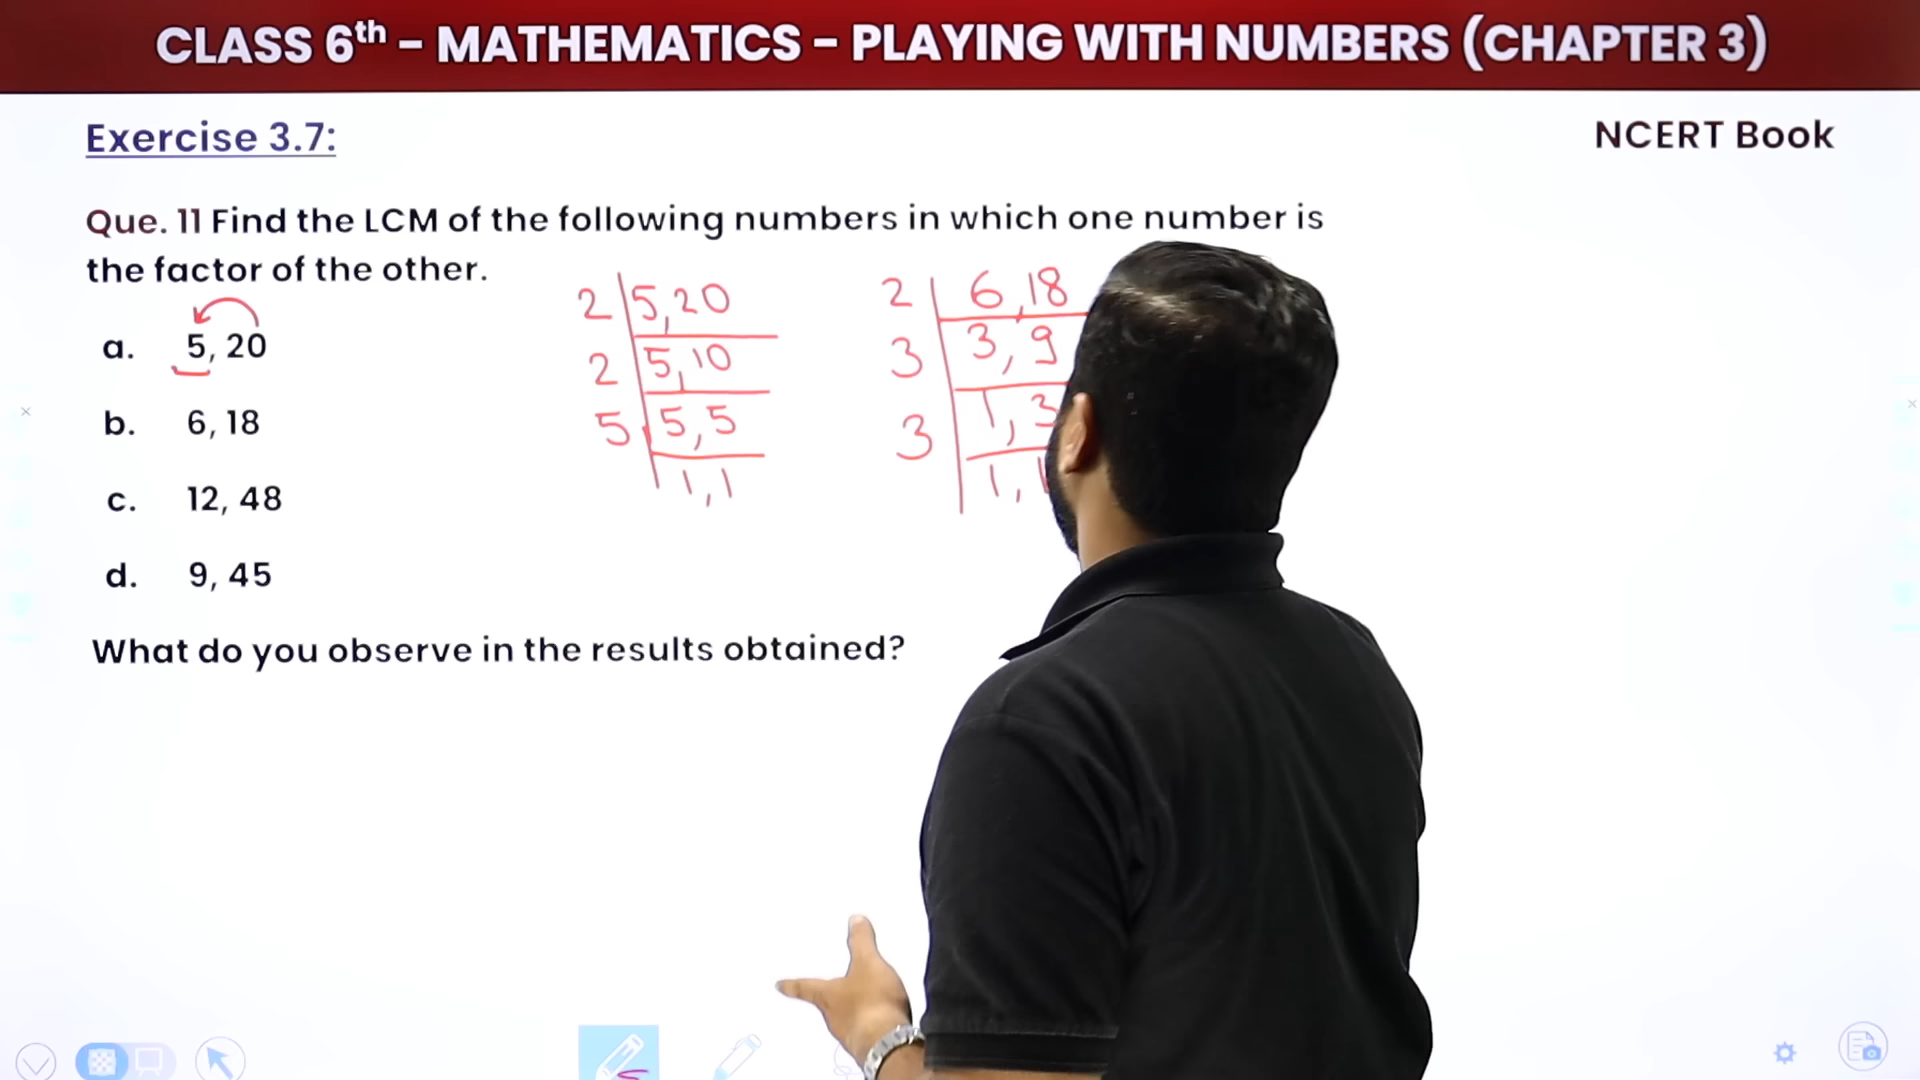 CLASS 6th – MATHEMATICS – PLAYING WITH NUMBERS (CHAPTER 3)
Exercise 3.7:
NCERT Book
Que. 11 Find the LCM of the following numbers in which one number is
the factor of the other.
a. 5, 20
b. 6, 18
c. 12, 48
d. 9, 45
What do you observe in the results obtained?
2 5,20
2 5,10
5 5,5
1,1
2 6,18
3 3,9
3 1,3
1,1